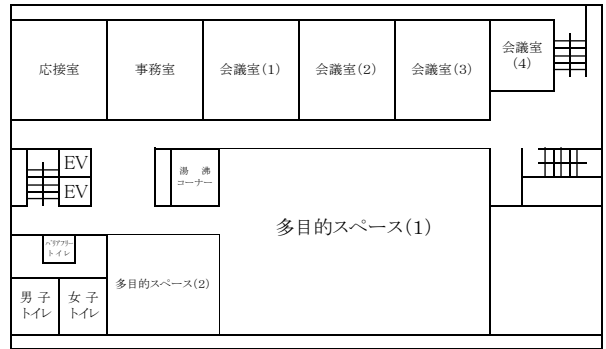 応接室
事務室
会議室(1)
会議室(2)
会議室(3)
会議室
(4)
EV
EV
湯 沸
コーナー
多目的スペース(1)
バリアフリー
トイレ
多目的スペース(2)
男 子
トイレ
女 子
トイレ